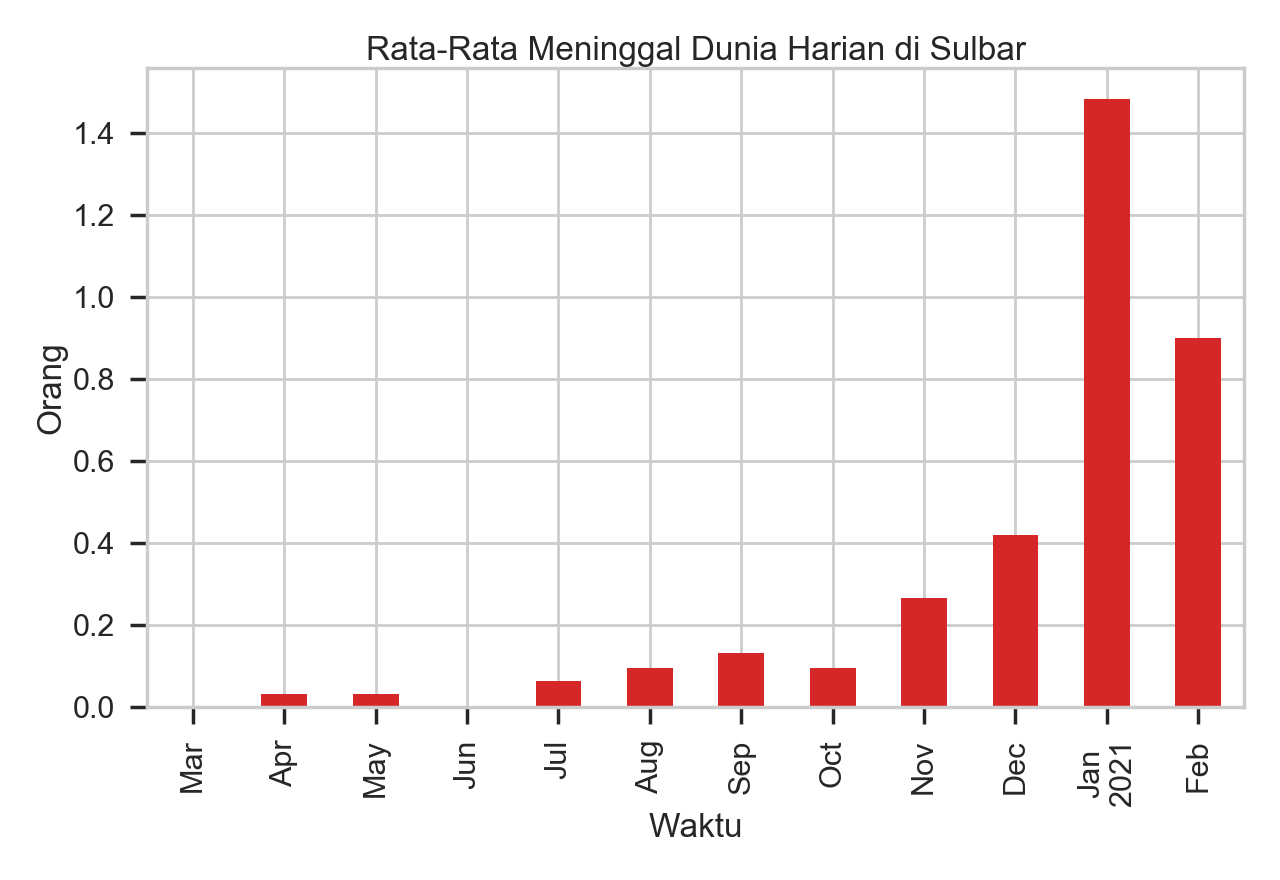 Rata-Rata Meninggal Dunia Harian di Sulbar
1.4
1.2
1.0
0.8
0.6
0.4
0.2
0.0
Orang
Mar
Apr
May
Jun
Jul
Aug
Sep
Oct
Nov
Dec
Jan
2021
Feb
Waktu